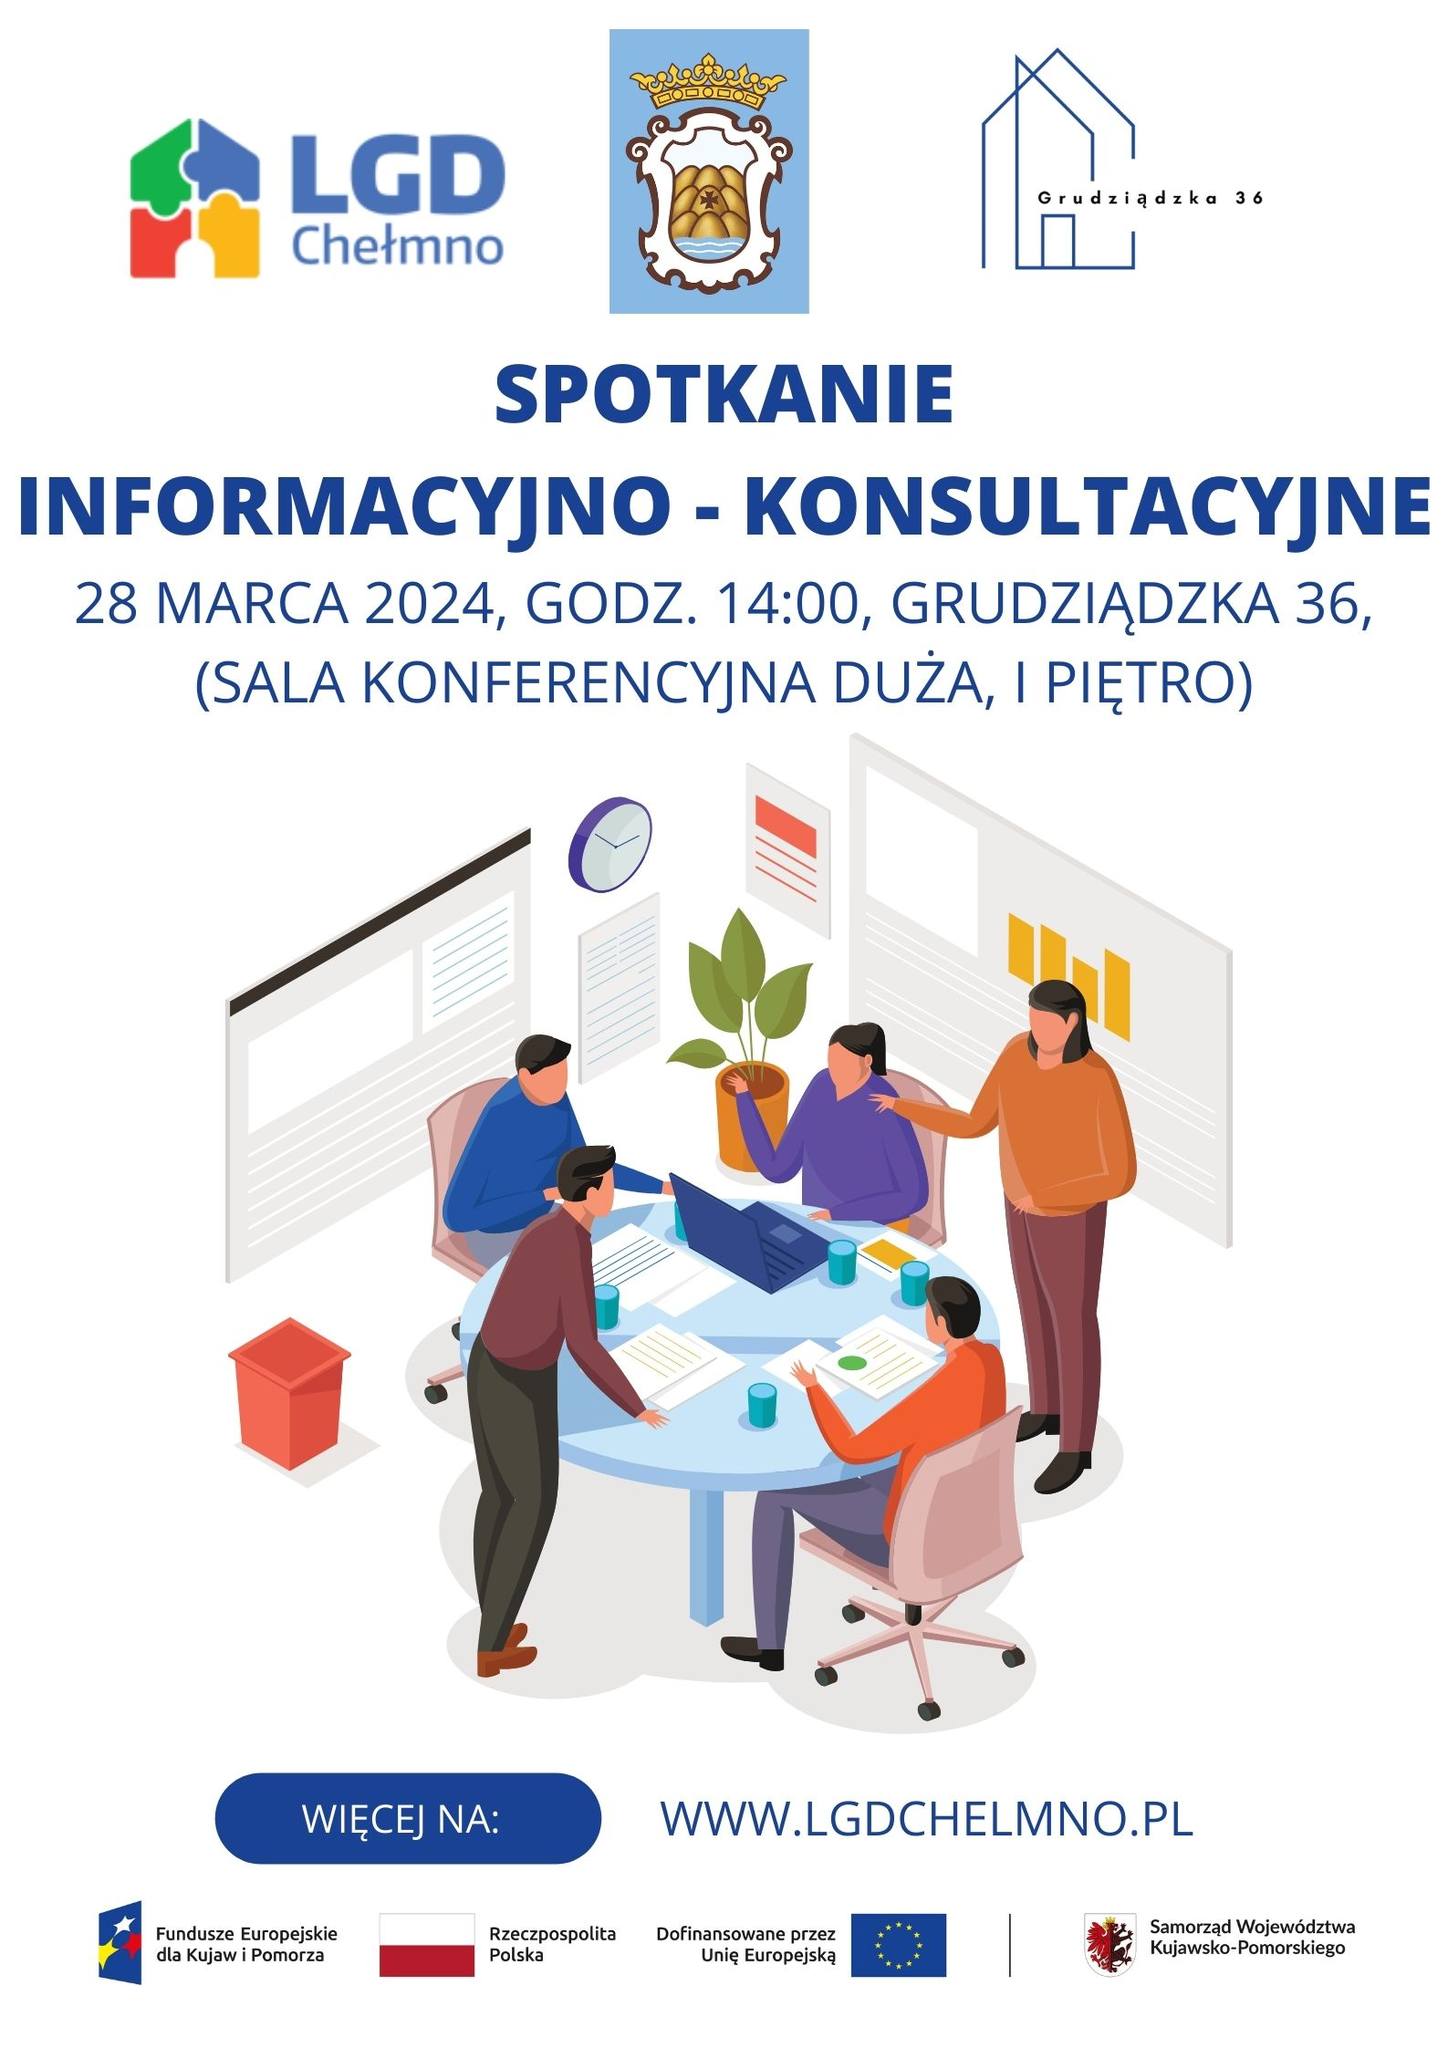 LGD
Chełmno
Grudziądzka 36
SPOTKANIE
INFORMACYJNO - KONSULTACYJNE
28 MARCA 2024, GODZ. 14:00, GRUDZIĄDZKA 36,
(SALA KONFERENCYJNA DUŻA, I PIĘTRO)
WIĘCEJ NA:
WWW.LGDCHELMNO.PL
Fundusze Europejskie
dla Kujaw i Pomorza
Rzeczpospolita
Polska
Dofinansowane przez
Unię Europejską
Samorząd Województwa
Kujawsko-Pomorskiego